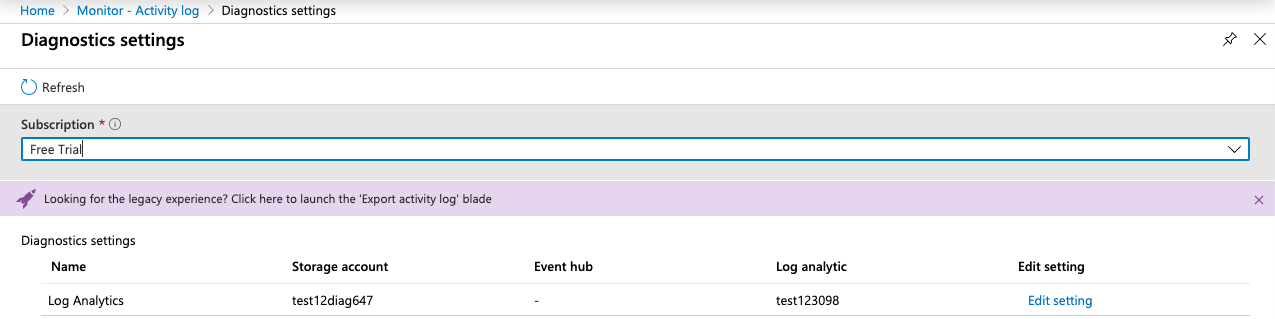 Home > Monitor - Activity log > Diagnostics settings
Diagnostics settings
Refresh
Subscription *
Free Trial
Looking for the legacy experience? Click here to launch the 'Export activity log' blade
Diagnostics settings
Name Storage account Event hub Log analytic Edit setting
Log Analytics test12diag647 - test123098 Edit setting